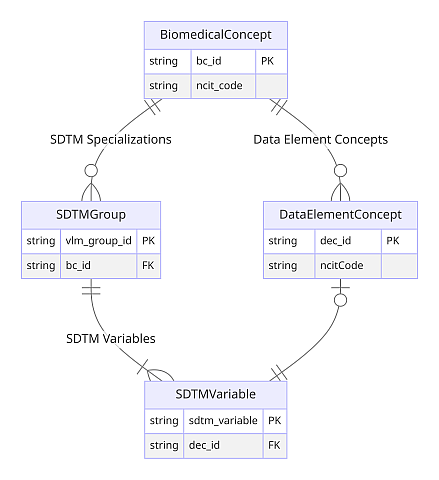 BiomedicalConcept
string bc_id PK
string ncit_code
SDTM Specializations
Data Element Concepts
SDTMGroup
string vlm_group_id PK
string bc_id FK
DataElementConcept
string dec_id PK
string ncitCode
SDTM Variables
SDTMVariable
string sdtm_variable PK
string dec_id FK